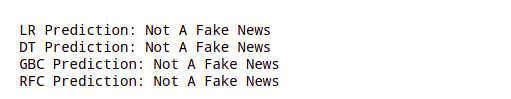 LR Prediction: Not A Fake News
DT Prediction: Not A Fake News
GBC Prediction: Not A Fake News
RFC Prediction: Not A Fake News